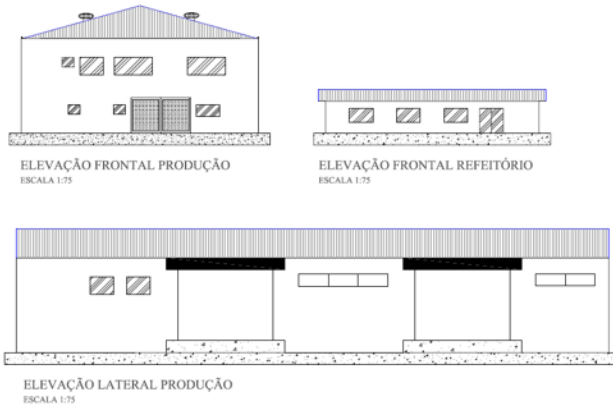 ELEVAÇÃO FRONTAL PRODUÇÃO
ESCALA 1:75
ELEVAÇÃO FRONTAL REFEITÓRIO
ESCALA 1:75
ELEVAÇÃO LATERAL PRODUÇÃO
ESCALA 1:75